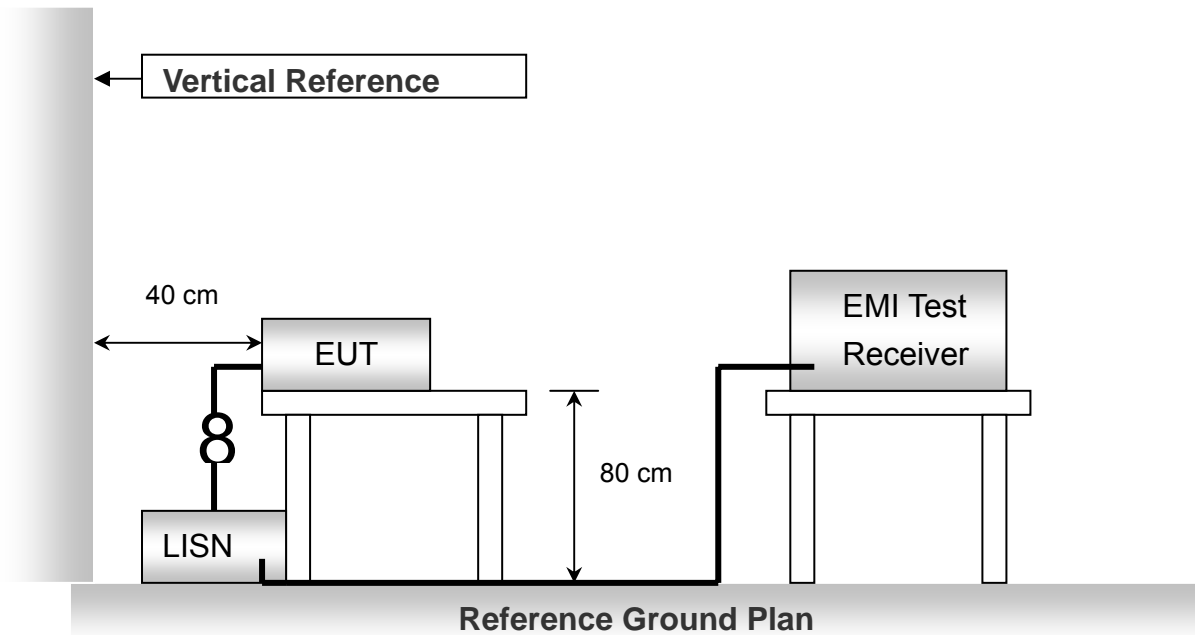 Vertical Reference
40 cm
EUT
EMI Test
Receiver
80 cm
LISN
Reference Ground Plan